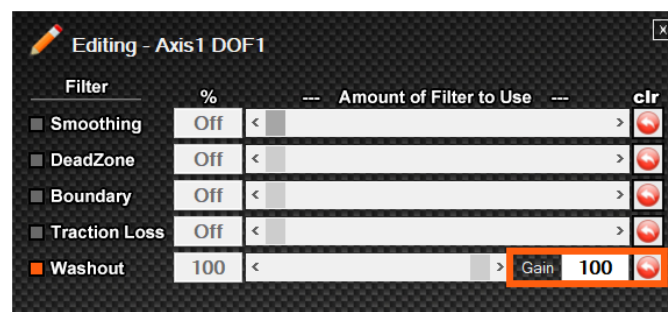 Editing - Axis1 DOF1
x
Filter % --- Amount of Filter to Use --- clr
Smoothing Off < >
DeadZone Off < >
Boundary Off < >
Traction Loss Off < >
Washout 100 < > Gain 100